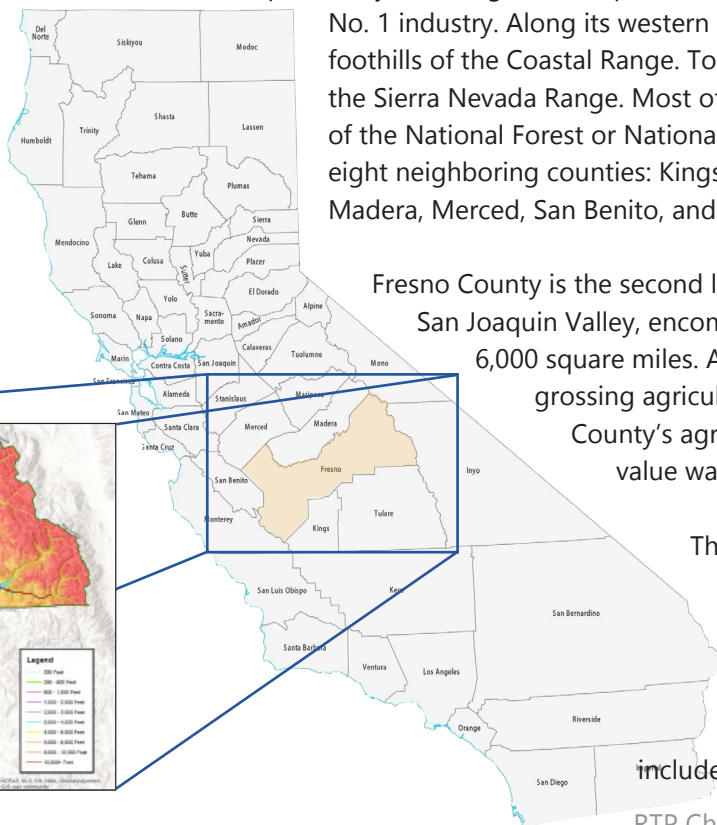 No. 1 industry. Along its western
foothills of the Coastal Range. To
the Sierra Nevada Range. Most of
of the National Forest or National
eight neighboring counties: Kings
Madera, Merced, San Benito, and
Fresno County is the second l
San Joaquin Valley, encom
6,000 square miles. A
grossing agricul
County's agr
value wa
Th
include
RTP Ch
Del
Norte
Siskiyou
Modoc
Humboldt
Trinity
Shasta
Lassen
Tehama
Plumas
Mendocino
Glenn
Butte
Sierra
Nevada
Lake
Colusa
Sutter
Yuba
Placer
El Dorado
Sonoma
Napa
Yolo
Sacra-
mento
Amador
Alpine
Solano
Calaveras
Tuolumne
Mono
Marin
Contra Costa
San Joaquin
San Francisco
Alameda
Stanislaus
Mariposa
San Mateo
Santa Clara
Merced
Madera
Santa Cruz
San Benito
Fresno
Inyo
Monterey
Kings
Tulare
San Luis Obispo
Kern
San Bernardino
Santa Barbara
Ventura
Los Angeles
Orange
Riverside
San Diego
Imperial
Legend